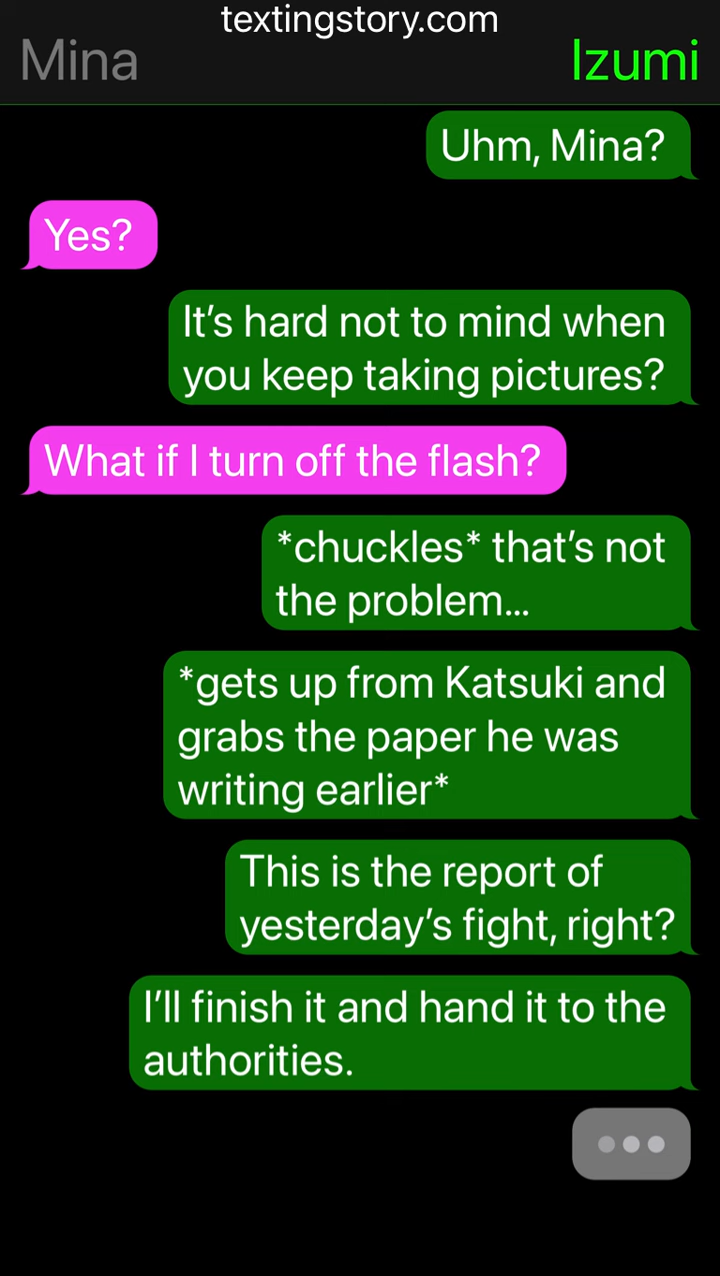 textingstory.com
Mina
Izumi
Uhm, Mina?
Yes?
It’s hard not to mind when
you keep taking pictures?
What if I turn off the flash?
*chuckles* that’s not
the problem...
*gets up from Katsuki and
grabs the paper he was
writing earlier*
This is the report of
yesterday’s fight, right?
I’ll finish it and hand it to the
authorities.